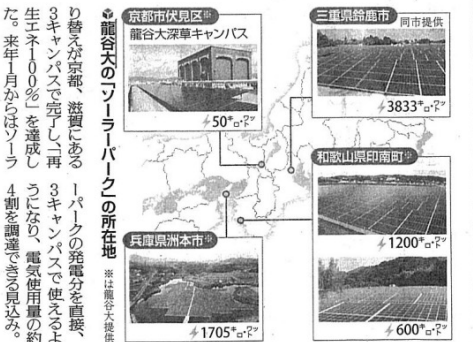 京都市伏見区※
龍谷大深草キャンパス
50キロワッ
三重県鈴鹿市
同市提供
3833キロワッ
和歌山県印南町※
1200キロワッ
600キロワッ
兵庫県洲本市※
1705キロワッ
龍谷大の「ソーラーパーク」の所在地
※は龍谷大提供
り替えが京都、滋賀にある
3キャンパスで完了し、「再
生エネ100%」を達成し
た。来年1月からはソーラ
ーパークの発電分を直接、
3キャンパスで使えるよ
うになり、電気使用量の約
4割を調達できる見込み。